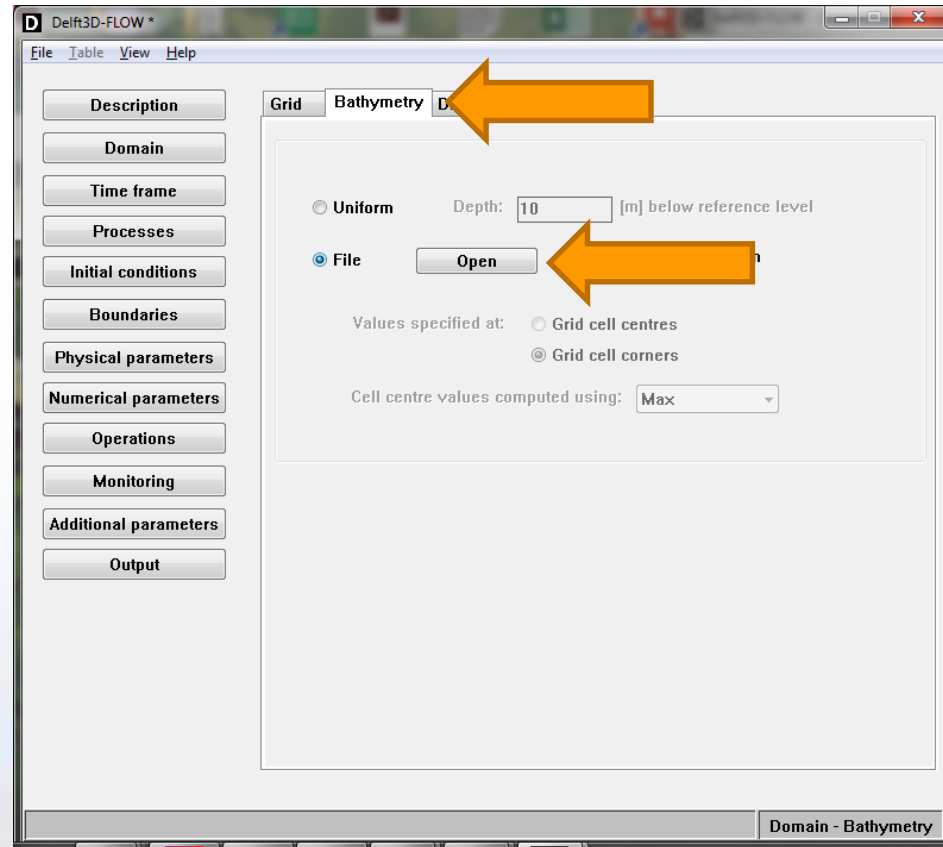 Delft3D-FLOW *
File Table View Help
Description
Domain
Time frame
Processes
Initial conditions
Boundaries
Physical parameters
Numerical parameters
Operations
Monitoring
Additional parameters
Output
Grid Bathymetry
Uniform Depth: 10 [m] below reference level
File Open
Values specified at: Grid cell centres
Grid cell corners
Cell centre values computed using: Max
Domain - Bathymetry